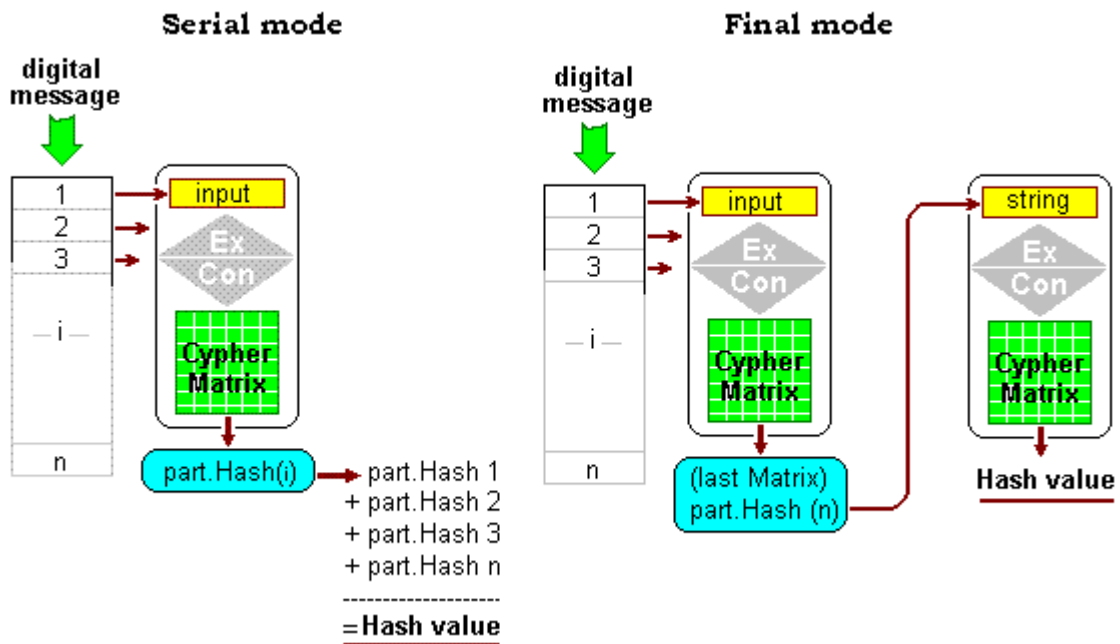 Serial mode
digital
message
1
2
3
— i —
n
input
Ex
Con
Cypher
Matrix
part.Hash(i)
part.Hash 1
+ part.Hash 2
+ part.Hash 3
+ part.Hash n
--------------------
=Hash value
Final mode
digital
message
1
2
3
— i —
n
input
Ex
Con
Cypher
Matrix
(last Matrix)
part.Hash (n)
string
Ex
Con
Cypher
Matrix
Hash value